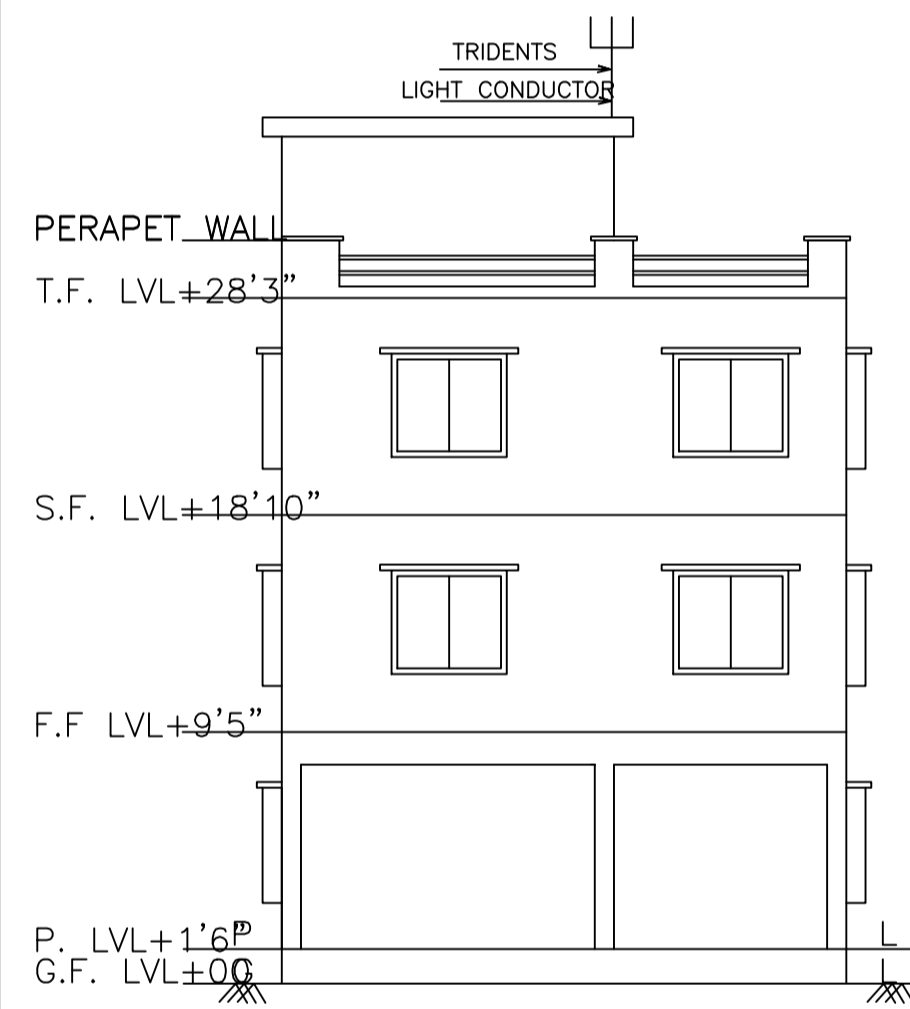 TRIDENTS
LIGHT CONDUCTOR
PERAPET WALL
T.F. LVL+28'3"
S.F. LVL+18'10"
F.F LVL+9'5"
P. LVL+1'6"
P
L
G.F. LVL+00
G
L